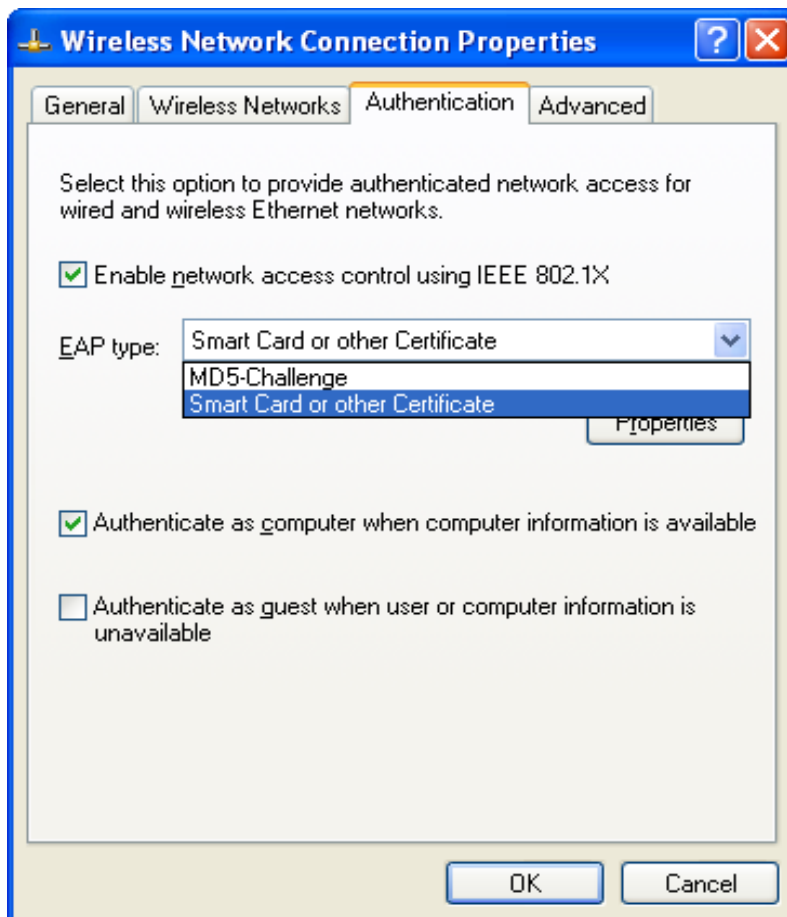 Wireless Network Connection Properties
?
General Wireless Networks Authentication Advanced
Select this option to provide authenticated network access for
wired and wireless Ethernet networks.
Enable network access control using IEEE 802.1X
EAP type: Smart Card or other Certificate
MD5-Challenge
Smart Card or other Certificate
Properties
Authenticate as computer when computer information is available
Authenticate as guest when user or computer information is
unavailable
OK Cancel